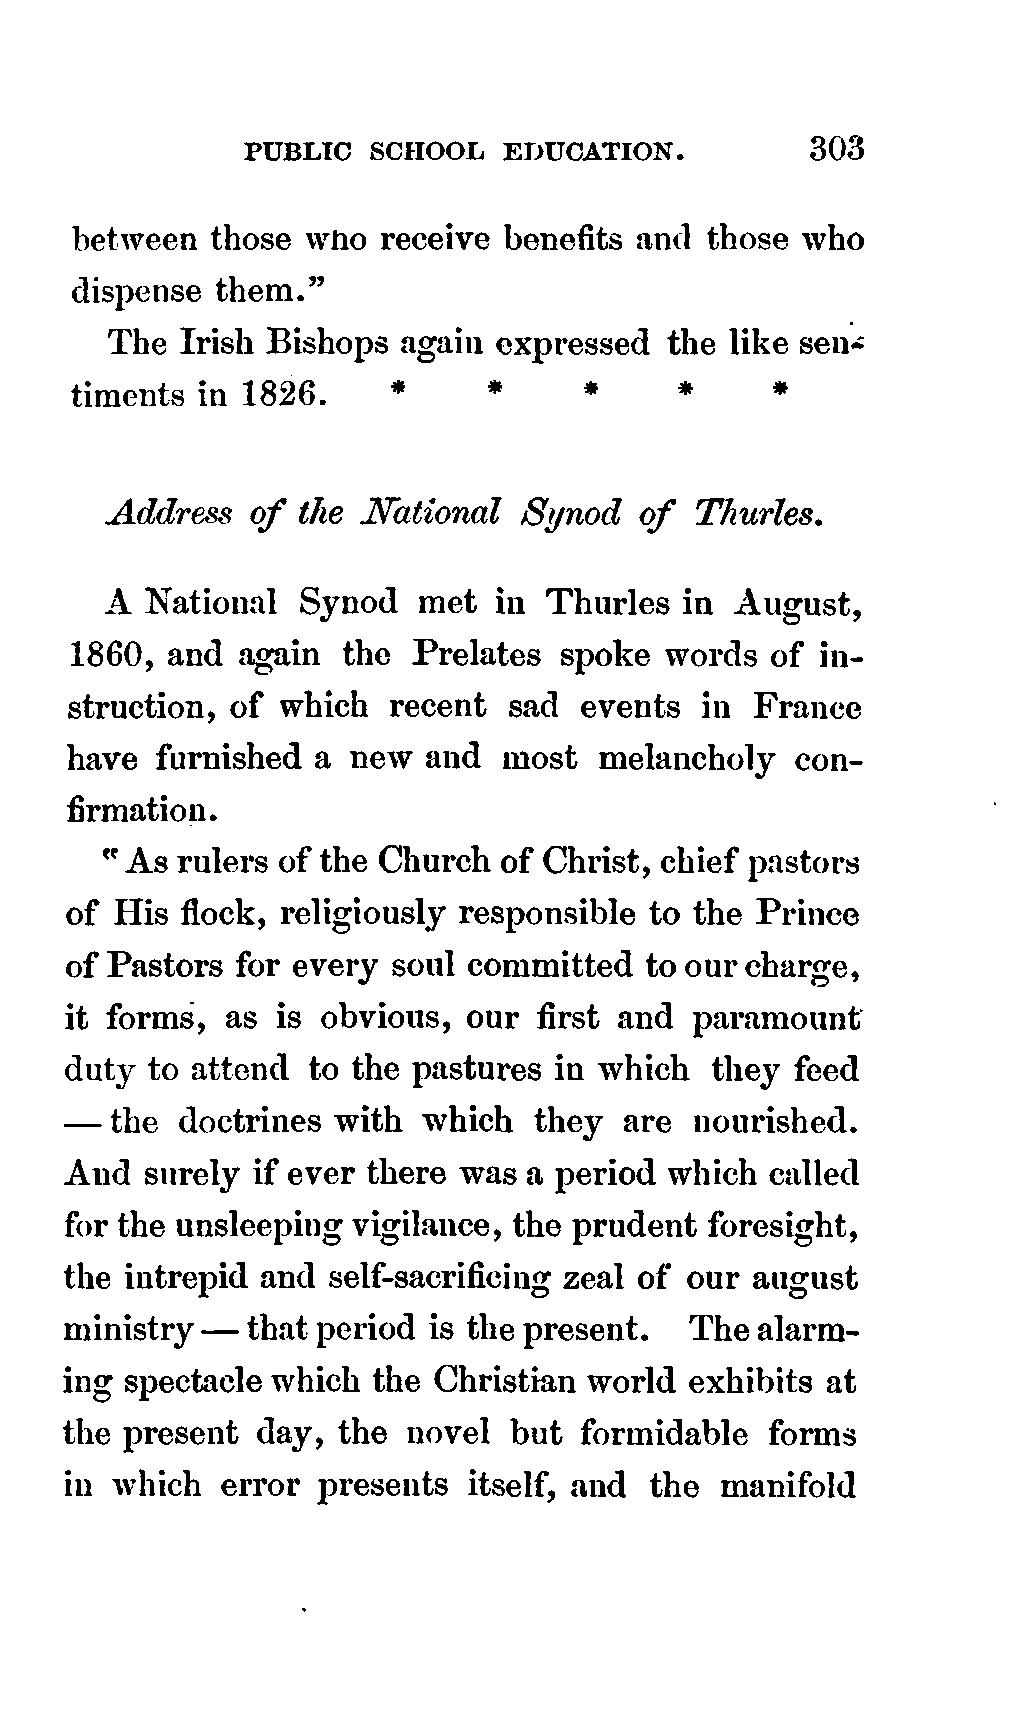 PUBLIC SCHOOL EDUCATION. 303
between those who receive benefits and those who
dispense them.”
The Irish Bishops again expressed the like sen-
timents in 1826. * * * * *
Address of the National Synod of Thurles.
A National Synod met in Thurles in August,
1860, and again the Prelates spoke words of in-
struction, of which recent sad events in France
have furnished a new and most melancholy con-
firmation.
“As rulers of the Church of Christ, chief pastors
of His flock, religiously responsible to the Prince
of Pastors for every soul committed to our charge,
it forms, as is obvious, our first and paramount
duty to attend to the pastures in which they feed
— the doctrines with which they are nourished.
And surely if ever there was a period which called
for the unsleeping vigilance, the prudent foresight,
the intrepid and self-sacrificing zeal of our august
ministry — that period is the present. The alarm-
ing spectacle which the Christian world exhibits at
the present day, the novel but formidable forms
in which error presents itself, and the manifold